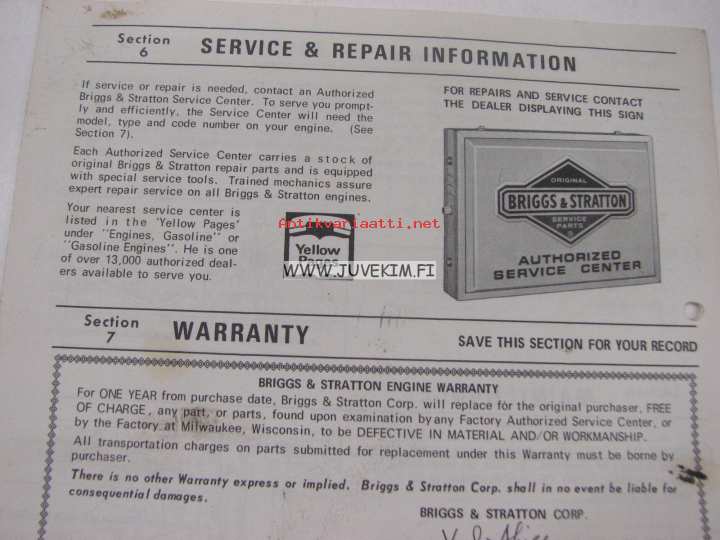 Section
6
SERVICE & REPAIR INFORMATION
If service or repair is needed, contact an Authorized
Briggs & Stratton Service Center. To serve you prompt-
ly and efficiently, the Service Center will need the
model, type and code number on your engine. (See
Section 7).
Each Authorized Service Center carries a stock of
original Briggs & Stratton repair parts and is equipped
with special service tools. Trained mechanics assure
expert repair service on all Briggs & Stratton engines.
Your nearest service center is
listed in the 'Yellow Pages'
under "Engines, Gasoline" or
"Gasoline Engines". He is one
of over 13,000 authorized deal-
ers available to serve you.
Antikvariaatti.net
Yellow
Pages
WWW.JUVEKIM.FI
FOR REPAIRS AND SERVICE CONTACT
THE DEALER DISPLAYING THIS SIGN
ORIGINAL
BRIGGS & STRATTON
SERVICE
PARTS
AUTHORIZED
SERVICE CENTER
Section
7
WARRANTY
SAVE THIS SECTION FOR YOUR RECORD
BRIGGS & STRATTON ENGINE WARRANTY
For ONE YEAR from purchase date, Briggs & Stratton Corp. will replace for the original purchaser, FREE
OF CHARGE, any part, or parts, found upon examination by any Factory Authorized Service Center, or
by the Factory at Milwaukee, Wisconsin, to be DEFECTIVE IN MATERIAL AND/OR WORKMANSHIP.
All transportation charges on parts submitted for replacement under this Warranty must be borne by
purchaser.
There is no other Warranty express or implied. Briggs & Stratton Corp. shall in no event be liable for
consequential damages.
BRIGGS & STRATTON CORP.